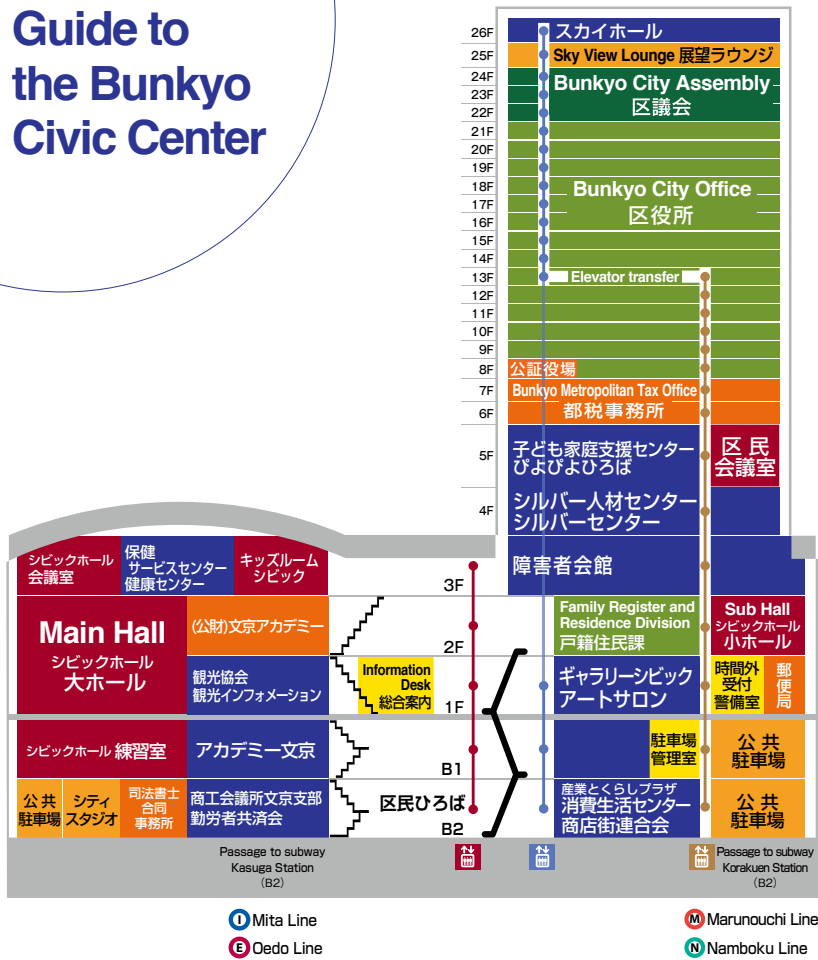 Guide to
the Bunkyo
Civic Center
26F
スカイホール
25F
Sky View Lounge 展望ラウンジ
24F
23F
22F
Bunkyo City Assembly
区議会
21F
20F
19F
18F
17F
16F
15F
14F
Bunkyo City Office
区役所
13F
Elevator transfer
12F
11F
10F
9F
8F
公証役場
7F
Bunkyo Metropolitan Tax Office
6F
都税事務所
5F
子ども家庭支援センター
ぴよぴよひろば
区民
会議室
4F
シルバー人材センター
シルバーセンター
シビックホール
会議室
保健
サービスセンター
健康センター
キッズルーム
シビック
3F
障害者会館
Main Hall
シビックホール
大ホール
(公財)文京アカデミー
2F
Family Register and
Residence Division
戸籍住民課
Sub Hall
シビックホール
小ホール
観光協会
観光インフォメーション
Information
Desk
総合案内
1F
ギャラリーシビック
アートサロン
時間外
受付
警備室
郵便局
シビックホール 練習室
アカデミー文京
B1
駐車場
管理室
公共
駐車場
公共
駐車場
シティ
スタジオ
司法書士
合同
事務所
商工会議所文京支部
勤労者共済会
区民ひろば
B2
産業とくらしプラザ
消費生活センター
商店街連合会
公共
駐車場
Passage to subway
Kasuga Station
(B2)
Passage to subway
Korakuen Station
(B2)
I Mita Line
E Oedo Line
M Marunouchi Line
N Namboku Line